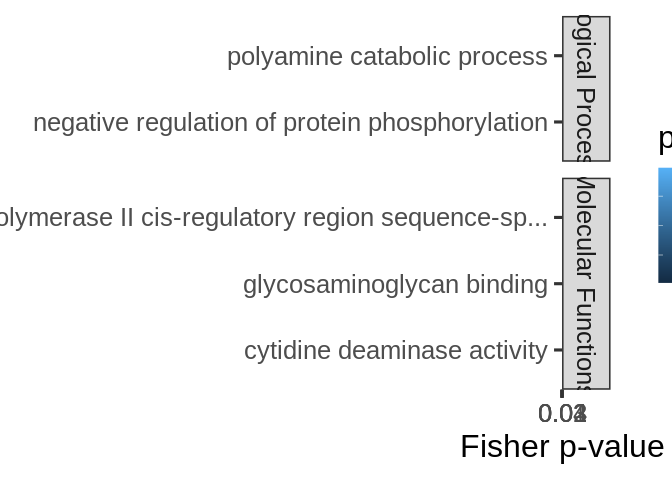 polyamine catabolic process
negative regulation of protein phosphorylation
olymerase II cis-regulatory region sequence-sp...
glycosaminoglycan binding
cytidine deaminase activity
ogical Proces
Molecular Functions
Fisher p-value
p